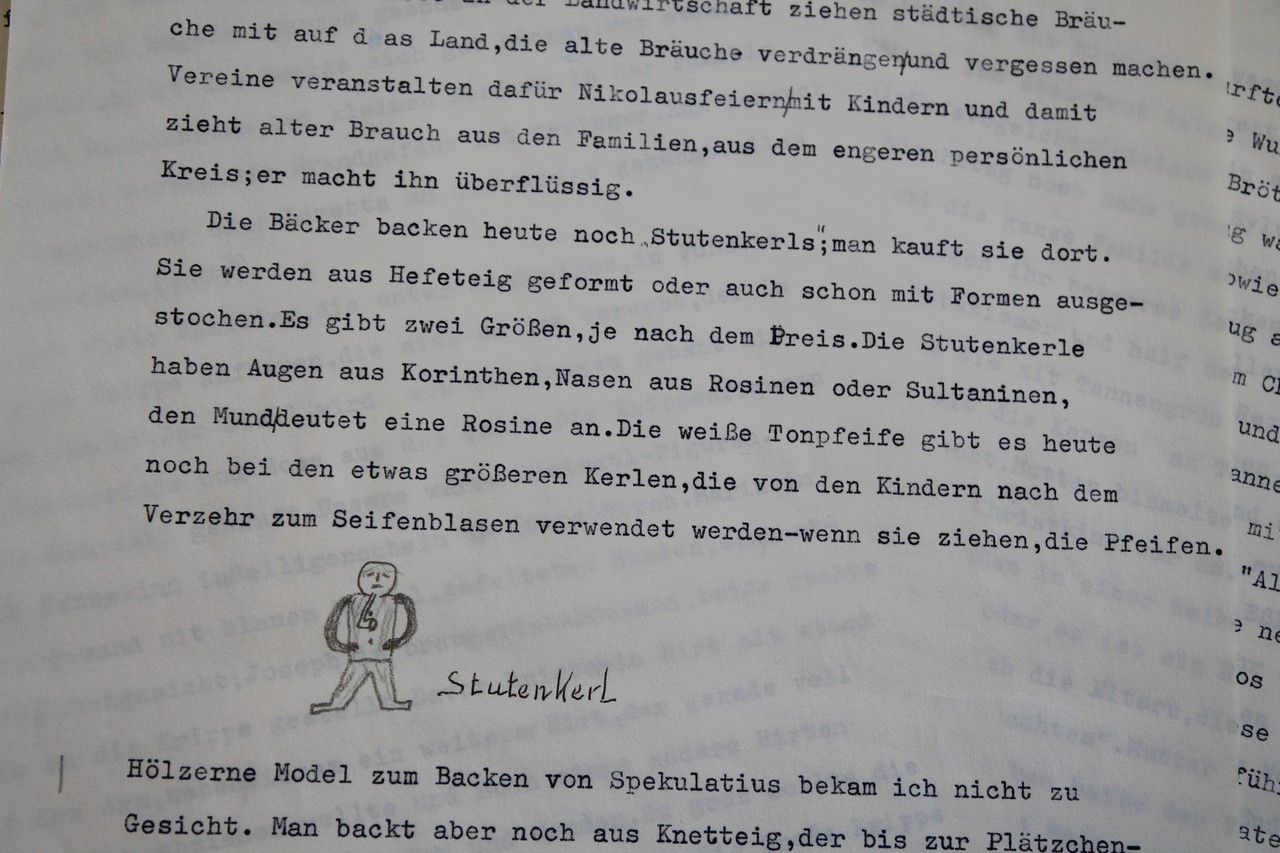 in der Landwirtschaft ziehen städtische Bräu-
che mit auf d as Land,die alte Bräuche verdrängen/und vergessen machen.
Vereine veranstalten dafür Nikolausfeiern/mit Kindern und damit
zieht alter Brauch aus den Familien,aus dem engeren persönlichen
Kreis;er macht ihn überflüssig.
Die Bäcker backen heute noch „Stutenkerls";man kauft sie dort.
Sie werden aus Hefeteig geformt oder auch schon mit Formen ausge-
stochen.Es gibt zwei Größen,je nach dem Preis.Die Stutenkerle
haben Augen aus Korinthen,Nasen aus Rosinen oder Sultaninen,
den Mund/deutet eine Rosine an.Die weiße Tonpfeife gibt es heute
noch bei den etwas größeren Kerlen,die von den Kindern nach dem
Verzehr zum Seifenblasen verwendet werden-wenn sie ziehen,die Pfeifen.
Stutenkerl
Hölzerne Model zum Backen von Spekulatius bekam ich nicht zu
Gesicht. Man backt aber noch aus Knetteig,der bis zur Plätzchen-